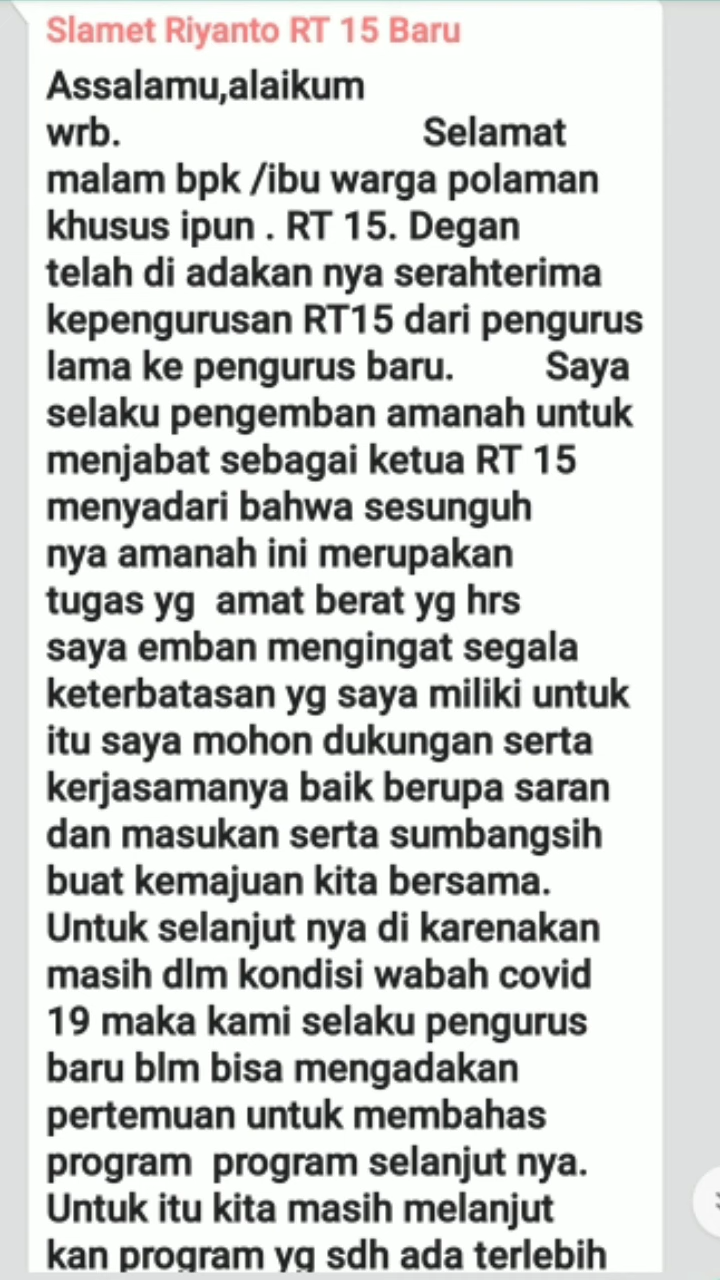 Slamet Riyanto RT 15 Baru
Assalamu,alaikum
wrb. Selamat
malam bpk /ibu warga polaman
khusus ipun . RT 15. Degan
telah di adakan nya serahterima
kepengurusan RT15 dari pengurus
lama ke pengurus baru. Saya
selaku pengemban amanah untuk
menjabat sebagai ketua RT 15
menyadari bahwa sesunguh
nya amanah ini merupakan
tugas yg  amat berat yg hrs
saya emban mengingat segala
keterbatasan yg saya miliki untuk
itu saya mohon dukungan serta
kerjasamanya baik berupa saran
dan masukan serta sumbangsih
buat kemajuan kita bersama.
Untuk selanjut nya di karenakan
masih dlm kondisi wabah covid
19 maka kami selaku pengurus
baru blm bisa mengadakan
pertemuan untuk membahas
program  program selanjut nya.
Untuk itu kita masih melanjut
kan program yg sdh ada terlebih